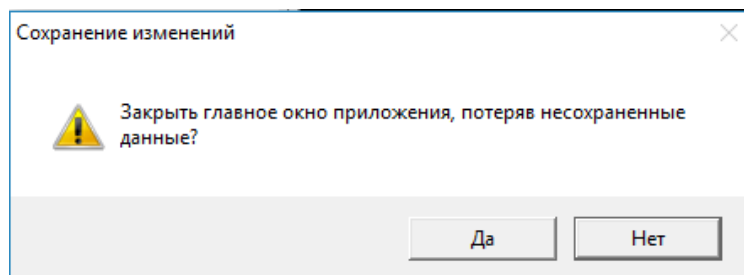 Сохранение изменений
Закрыть главное окно приложения, потеряв несохраненные
данные?
Да
Нет